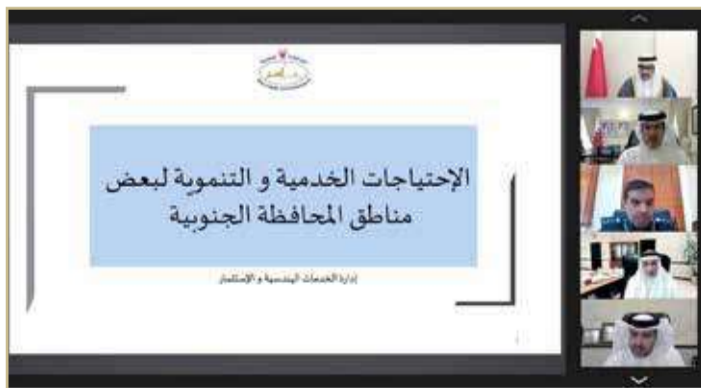 الإحتياجات الخدمية و التنموية لبعض
مناطق المحافظة الجنوبية
إدارة الخدمات الهندسية و الإستثمار